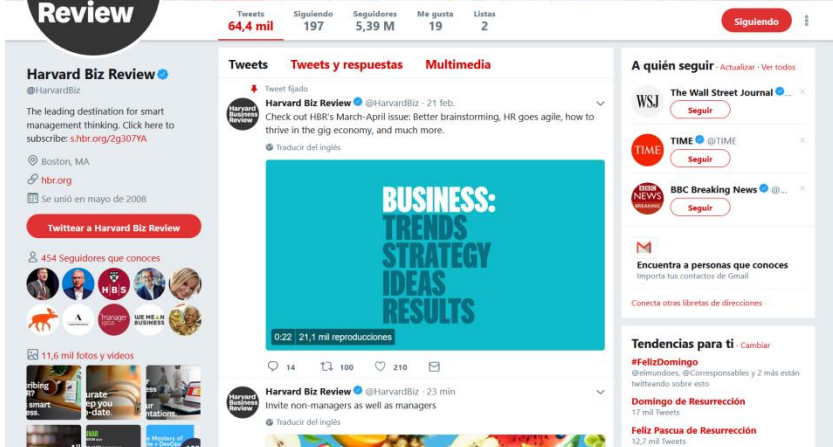 Review
Tweets Siguiendo Seguidores Me gusta Listas
64,4 mil 197 5,39 M 19 2
Siguiendo
Harvard Biz Review
@HarvardBiz
The leading destination for smart
management thinking. Click here to
subscribe: s.hbr.org/2g307YA
Boston, MA
hbr.org
Se unió en mayo de 2008
Twittear a Harvard Biz Review
454 Seguidores que conoces
HBS
manager
WE MEAN
BUSINESS
11,6 mil fotos y videos
Tweets Tweets y respuestas Multimedia
Tweet fijado
Harvard Business Review
Harvard Biz Review @HarvardBiz · 21 feb.
Check out HBR's March-April issue: Better brainstorming, HR goes agile, how to
thrive in the gig economy, and much more.
Traducir del inglés
BUSINESS:
TRENDS
STRATEGY
IDEAS
RESULTS
0:22 21,1 mil reproducciones
14 100 210
Harvard Business Review
Harvard Biz Review @HarvardBiz · 23 min
Invite non-managers as well as managers
Traducir del inglés
A quién seguir · Actualizar · Ver todos
WSJ
The Wall Street Journal ...
Seguir
TIME
TIME @TIME
Seguir
BBC
NEWS
BREAKING
BBC Breaking News @...
Seguir
Encuentra a personas que conoces
Importa tus contactos de Gmail
Conecta otras libretas de direcciones
Tendencias para ti · Cambiar
#FelizDomingo
@elmundoes, @Corresponsables y 2 más están
twitteando sobre esto
Domingo de Resurrección
17 mil Tweets
Feliz Pascua de Resurrección
12,7 mil Tweets